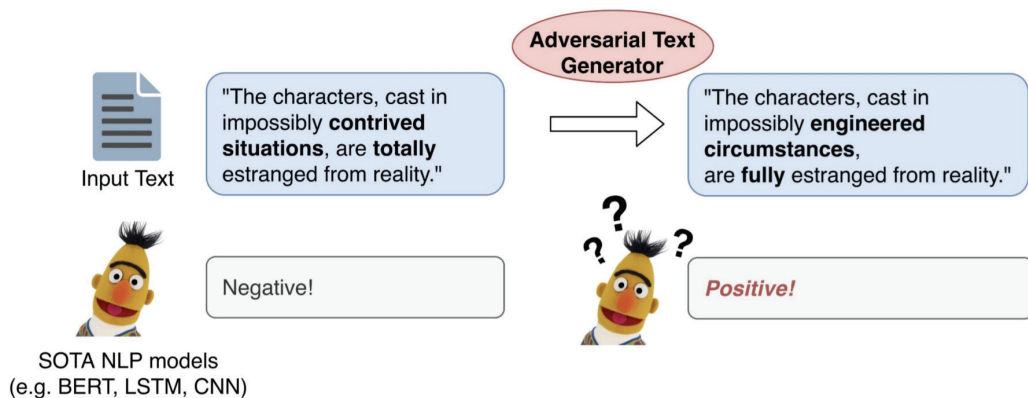 Adversarial Text
Generator
Input Text
"The characters, cast in
impossibly contrived
situations, are totally
estranged from reality."
"The characters, cast in
impossibly engineered
circumstances,
are fully estranged from reality."
? ? ?
Negative!
Positive!
SOTA NLP models
(e.g. BERT, LSTM, CNN)